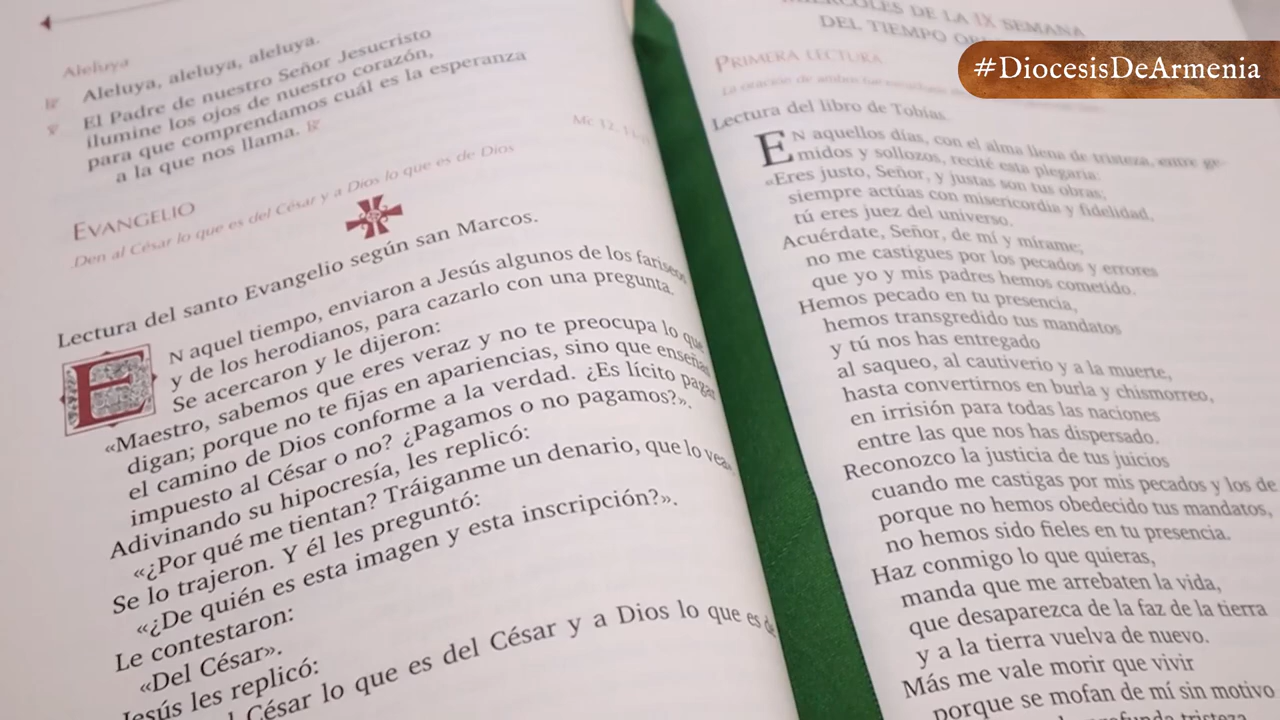 Aleluya
℟ Aleluya, aleluya, aleluya.
℣ El Padre de nuestro Señor Jesucristo
ilumine los ojos de nuestro corazón,
para que comprendamos cuál es la esperanza
a la que nos llama. ℟
EVANGELIO
Mc 12,
Den al César lo que es del César y a Dios lo que es de Dios
Lectura del santo Evangelio según san Marcos.
EN aquel tiempo, enviaron a Jesús algunos de los fariseos
y de los herodianos, para cazarlo con una pregunta.
Se acercaron y le dijeron:
«Maestro, sabemos que eres veraz y no te preocupa lo que
digan; porque no te fijas en apariencias, sino que enseñas
el camino de Dios conforme a la verdad. ¿Es lícito pagar
impuesto al César o no? ¿Pagamos o no pagamos?».
Adivinando su hipocresía, les replicó:
«¿Por qué me tientan? Tráiganme un denario, que lo vea».
Se lo trajeron. Y él les preguntó:
«¿De quién es esta imagen y esta inscripción?».
Le contestaron:
«Del César».
Jesús les replicó:
César lo que es del César y a Dios lo que es de
#DiocesisDeArmenia
MIÉRCOLES DE LA IX SEMANA
DEL TIEMPO
PRIMERA LECTURA
La oración de ambos
Lectura del libro de Tobías.
EN aquellos días, con el alma llena de tristeza, entre ge-
midos y sollozos, recité esta plegaria:
«Eres justo, Señor, y justas son tus obras;
siempre actúas con misericordia y fidelidad,
tú eres juez del universo.
Acuérdate, Señor, de mí y mírame;
no me castigues por los pecados y errores
que yo y mis padres hemos cometido.
Hemos pecado en tu presencia,
hemos transgredido tus mandatos
y tú nos has entregado
al saqueo, al cautiverio y a la muerte,
hasta convertirnos en burla y chismorreo,
en irrisión para todas las naciones
entre las que nos has dispersado.
Reconozco la justicia de tus juicios
cuando me castigas por mis pecados y los de
porque no hemos obedecido tus mandatos,
no hemos sido fieles en tu presencia.
Haz conmigo lo que quieras,
manda que me arrebaten la vida,
que desaparezca de la faz de la tierra
y a la tierra vuelva de nuevo.
Más me vale morir que vivir
porque se mofan de mí sin motivo
profunda tristeza